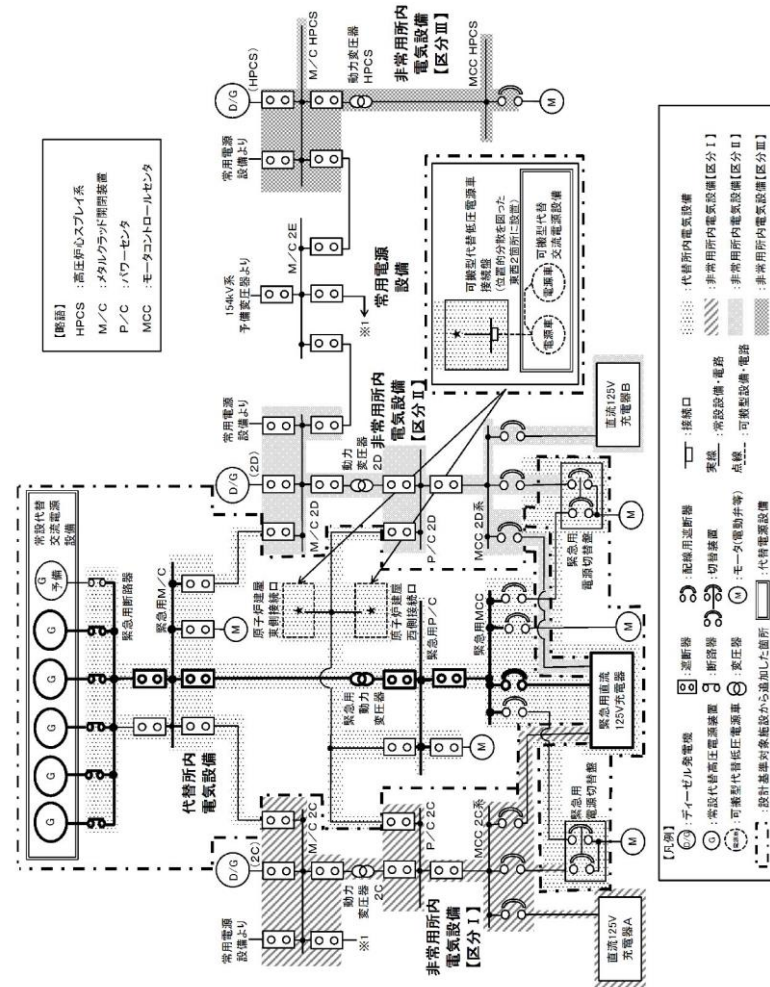 【略語】
HPCS :高圧炉心スプレイ系
M/C :メタルクラッド開閉装置
P/C :パワーセンタ
MCC :モータコントロールセンタ
常設代替
交流電源
設備
G
G
G
G
G
G
予備
緊急用断路器
緊急用M/C
M
代替所内
電気設備
緊急用
動力
変圧器
緊急用P/C
M
緊急用MCC
M
緊急用直流
125V充電器
原子炉建屋
東側接続口
原子炉建屋
西側接続口
常用電源
設備より
D/G
(2C)
M/C 2C
※1
動力
変圧器
2C
非常用所内
電気設備
【区分Ⅰ】
P/C 2C
MCC 2C系
緊急用
電源切替盤
M
直流125V
充電器A
D/G
(2D)
常用電源
設備より
M/C 2D
動力
変圧器
2D
非常用所内
電気設備
【区分Ⅱ】
P/C 2D
MCC 2D系
緊急用
電源切替盤
M
直流125V
充電器B
154kV系
予備変圧器より
M/C 2E
※1
常用電源
設備
常用電源
設備より
D/G
(HPCS)
M/C HPCS
動力変圧器
HPCS
非常用所内
電気設備
【区分Ⅲ】
MCC HPCS
M
可搬型代替低圧電源車
接続盤
(位置的分散を図った
東西2箇所に設置)
可搬型代替
交流電源設備
電源車
電源車
【凡例】
D/G :ディーゼル発電機
G :常設代替高圧電源装置
電源車 :可搬型代替低圧電源車
:設計基準対象施設から追加した箇所
:遮断器
:断路器
:変圧器
:代替電源設備
:配線用遮断器
:切替装置
M :モータ(電動弁等)
:接続口
実線 :常設設備・電路
点線 :可搬型設備・電路
:代替所内電気設備
:非常用所内電気設備【区分Ⅰ】
:非常用所内電気設備【区分Ⅱ】
:非常用所内電気設備【区分Ⅲ】